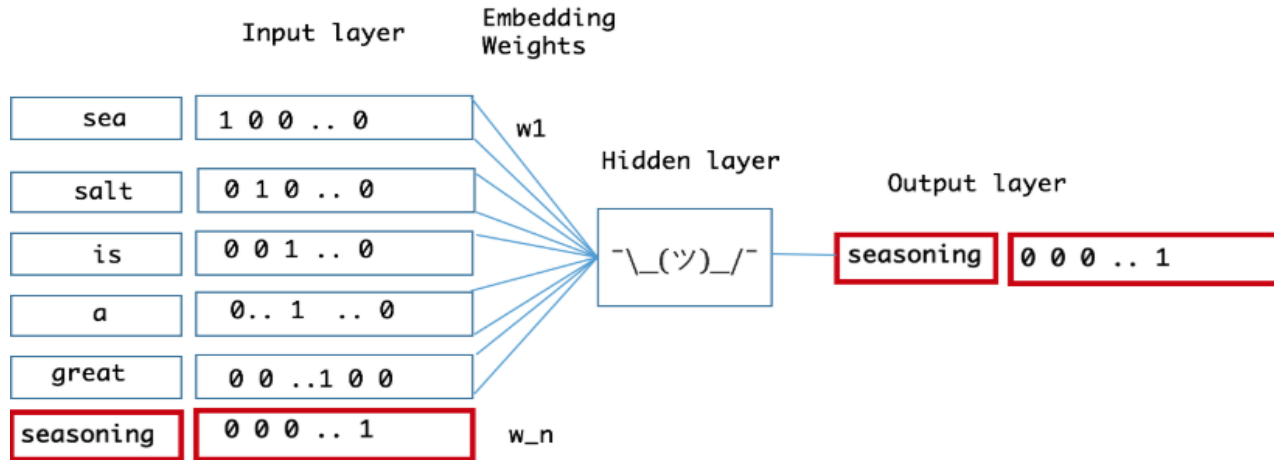 Input layer
Embedding
Weights
sea 1 0 0 .. 0
w1
salt 0 1 0 .. 0
is 0 0 1 .. 0
a 0.. 1 .. 0
great 0 0 ..1 0 0
seasoning 0 0 0 .. 1
w_n
Hidden layer
¯\_(ツ)_/¯
Output layer
seasoning 0 0 0 .. 1